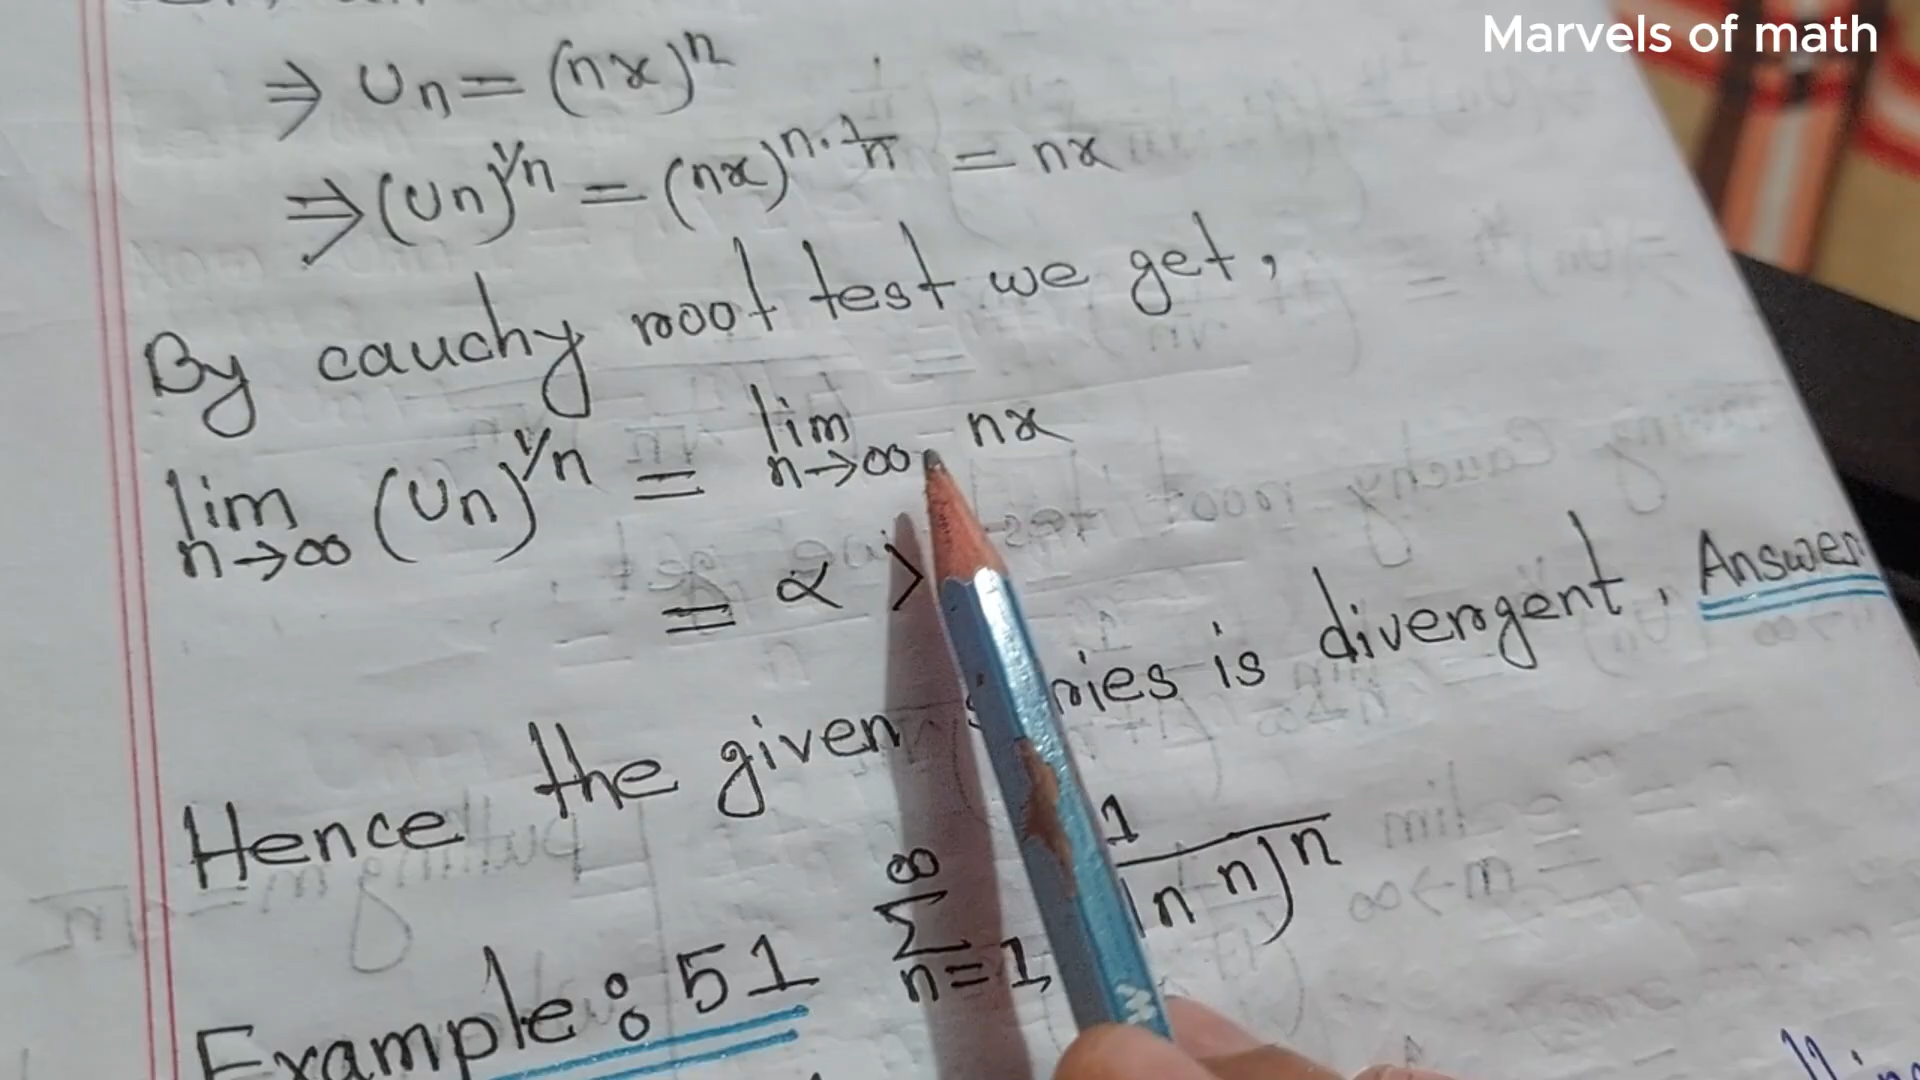 Marvels of math
⇒ Un = (nx)^n
⇒ (Un)^1/n = (nx)^n·1/n = nx
By cauchy root test we get,
lim n→∞ (Un)^1/n = lim n→∞ nx
= ∝ >
Hence the given is divergent. Answer
Example: 51 ∑ n=1 ∞ 1 / ln n)^n